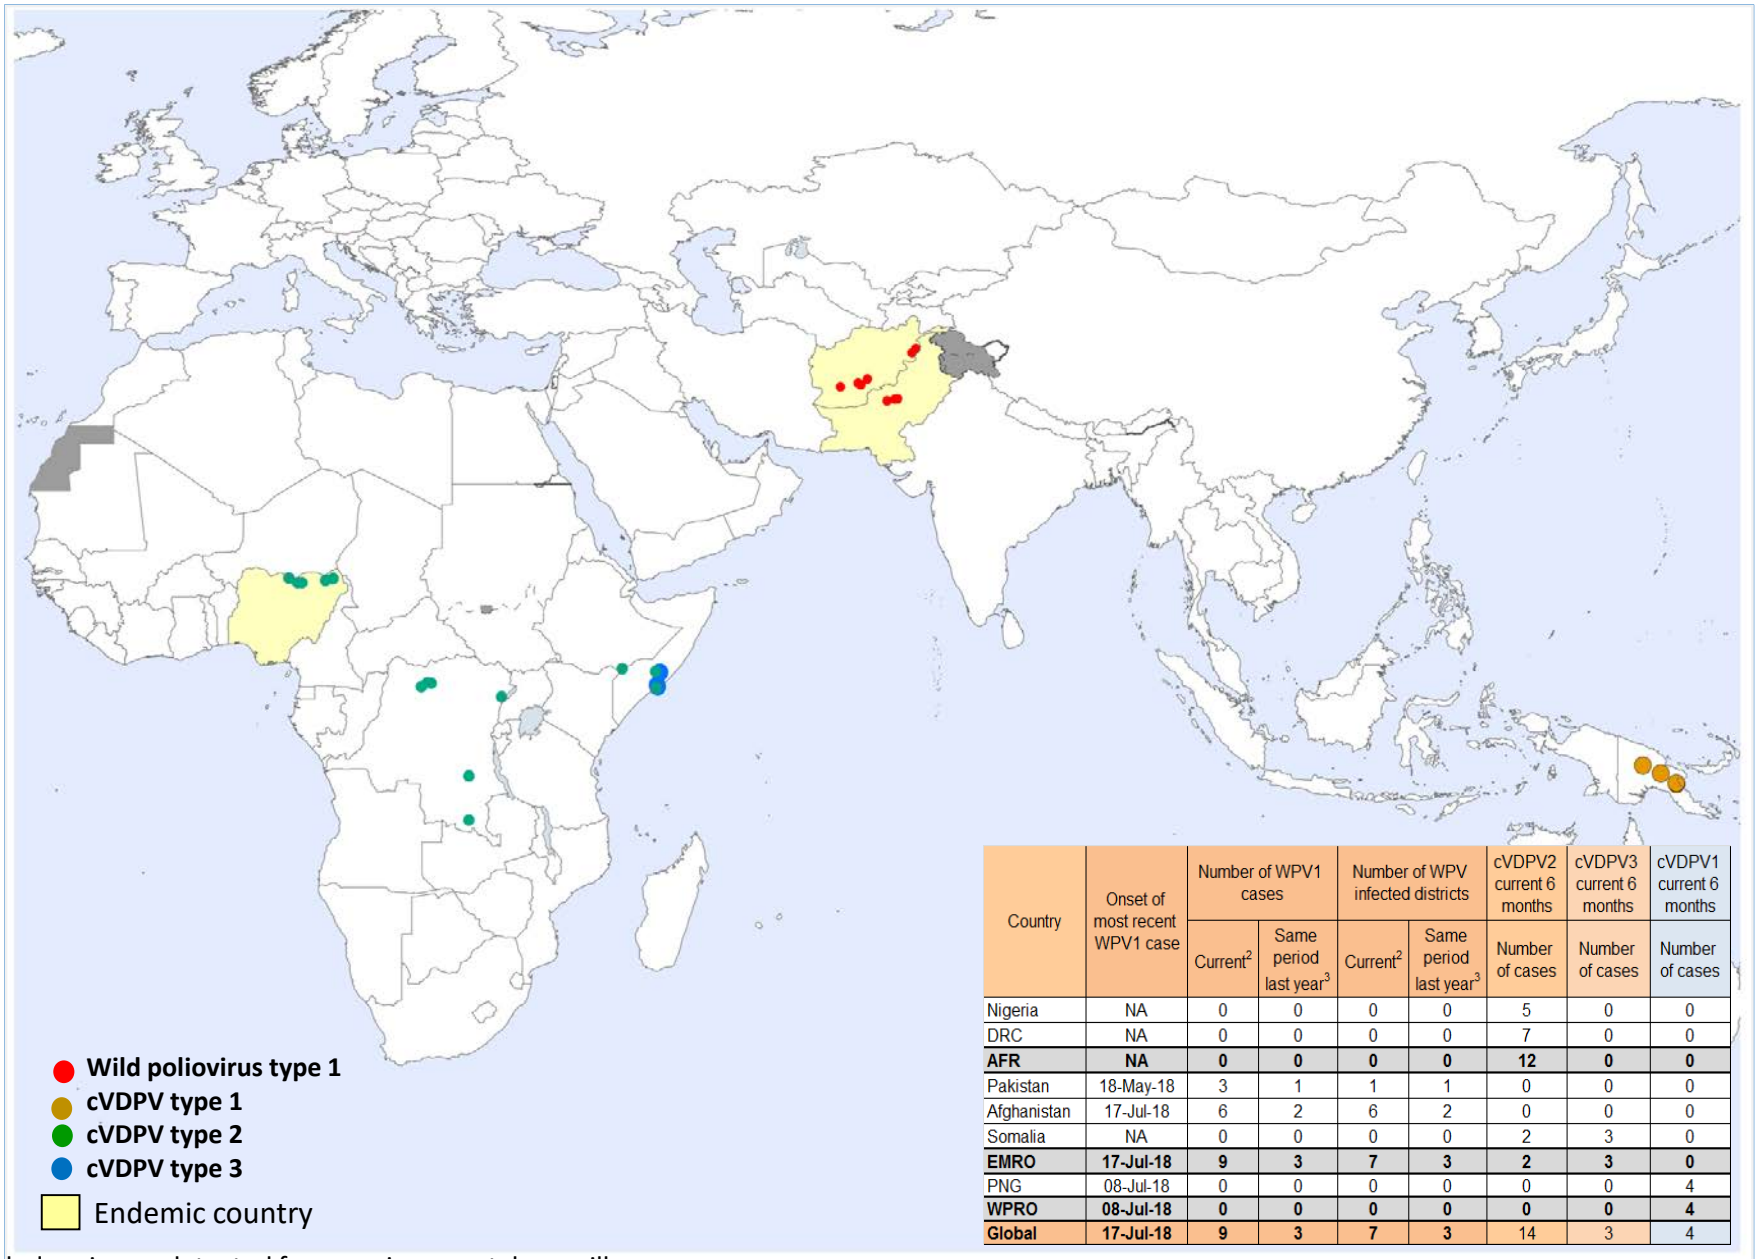 Wild poliovirus type 1
cVDPV type 1
cVDPV type 2
cVDPV type 3
Endemic country
Country
Onset of
most recent
WPV1 case
Number of WPV1
cases
Number of WPV
infected districts
cVDPV2
current 6
months
cVDPV3
current 6
months
cVDPV1
current 6
months
Current2
Same
period
last year3
Current2
Same
period
last year3
Number
of cases
Number
of cases
Number
of cases
Nigeria NA 0 0 0 0 5 0 0
DRC NA 0 0 0 0 7 0 0
AFR NA 0 0 0 0 12 0 0
Pakistan 18-May-18 3 1 1 1 0 0 0
Afghanistan 17-Jul-18 6 2 6 2 0 0 0
Somalia NA 0 0 0 0 2 3 0
EMRO 17-Jul-18 9 3 7 3 2 3 0
PNG 08-Jul-18 0 0 0 0 0 0 4
WPRO 08-Jul-18 0 0 0 0 0 0 4
Global 17-Jul-18 9 3 7 3 14 3 4